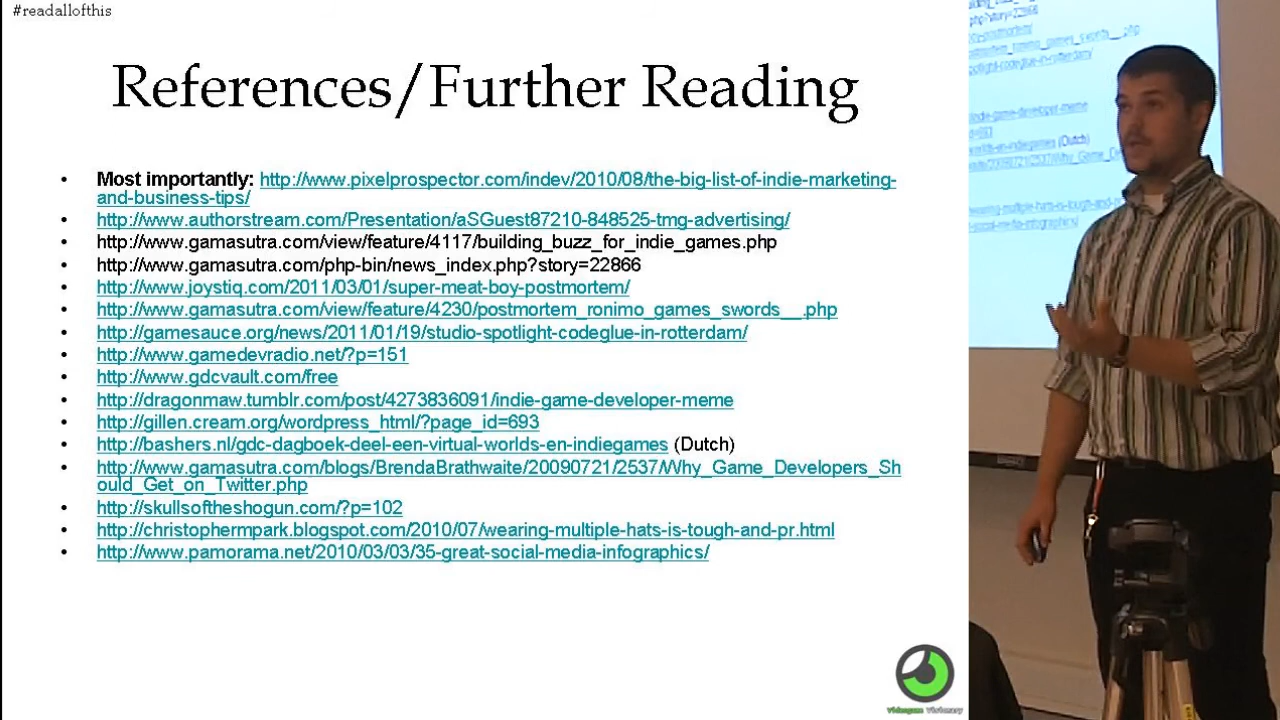 #readallofthis
References/Further Reading
• Most importantly: http://www.pixelprospector.com/indev/2010/08/the-big-list-of-indie-marketing-
and-business-tips/
• http://www.authorstream.com/Presentation/aSGuest87210-848525-tmg-advertising/
• http://www.gamasutra.com/view/feature/4117/building_buzz_for_indie_games.php
• http://www.gamasutra.com/php-bin/news_index.php?story=22866
• http://www.joystiq.com/2011/03/01/super-meat-boy-postmortem/
• http://www.gamasutra.com/view/feature/4230/postmortem_ronimo_games_swords__.php
• http://gamesauce.org/news/2011/01/19/studio-spotlight-codeglue-in-rotterdam/
• http://www.gamedevradio.net/?p=151
• http://www.gdcvault.com/free
• http://dragonmaw.tumblr.com/post/4273836091/indie-game-developer-meme
• http://gillen.cream.org/wordpress_html/?page_id=693
• http://bashers.nl/gdc-dagboek-deel-een-virtual-worlds-en-indiegames (Dutch)
• http://www.gamasutra.com/blogs/BrendaBrathwaite/20090721/2537/Why_Game_Developers_Sh
ould_Get_on_Twitter.php
• http://skullsoftheshogun.com/?p=102
• http://christophermpark.blogspot.com/2010/07/wearing-multiple-hats-is-tough-and-pr.html
• http://www.pamorama.net/2010/03/03/35-great-social-media-infographics/
Videogame Visionary